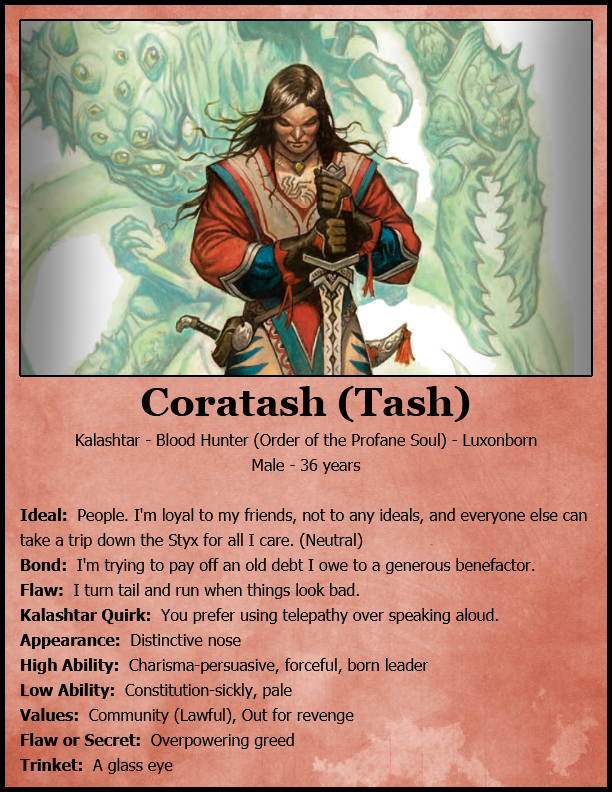 Coratash (Tash)
Kalashtar - Blood Hunter (Order of the Profane Soul) - Luxonborn
Male - 36 years
Ideal:  People. I'm loyal to my friends, not to any ideals, and everyone else can
take a trip down the Styx for all I care. (Neutral)
Bond:  I'm trying to pay off an old debt I owe to a generous benefactor.
Flaw:  I turn tail and run when things look bad.
Kalashtar Quirk:  You prefer using telepathy over speaking aloud.
Appearance:  Distinctive nose
High Ability:  Charisma-persuasive, forceful, born leader
Low Ability:  Constitution-sickly, pale
Values:  Community (Lawful), Out for revenge
Flaw or Secret:  Overpowering greed
Trinket:  A glass eye